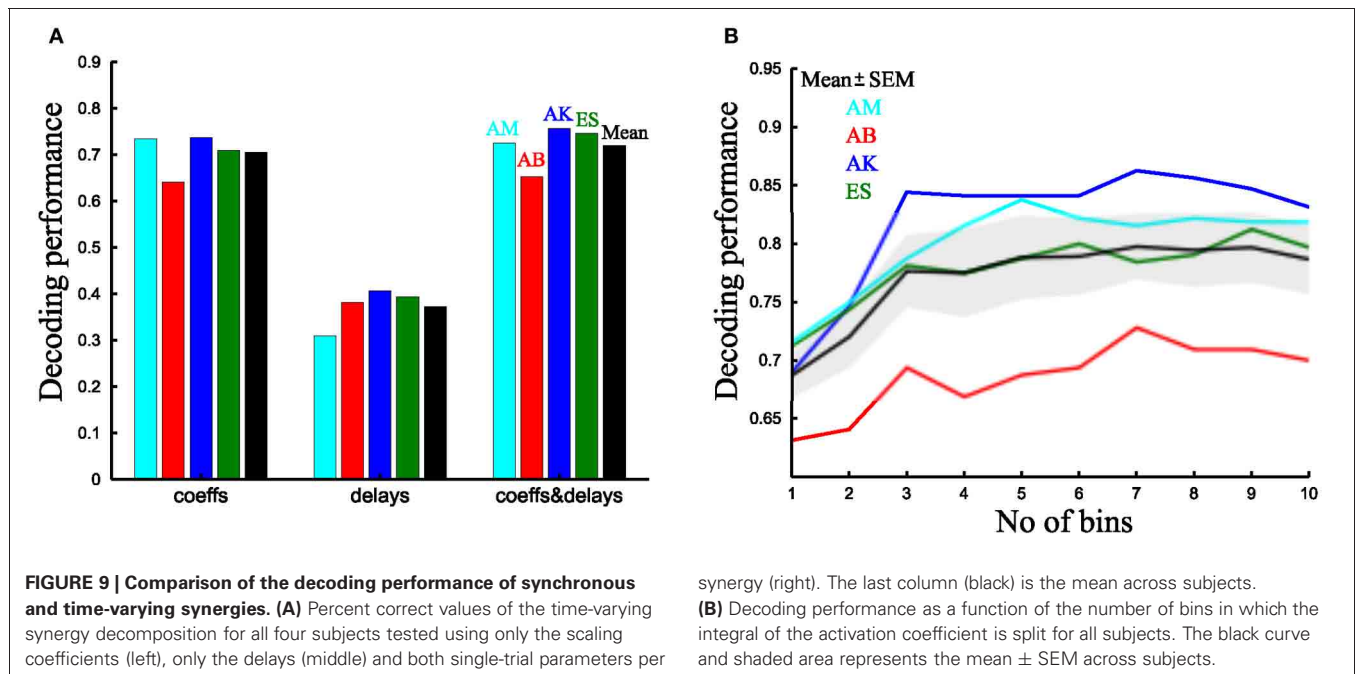 A
0.9
0.8
0.7
0.6
0.5
0.4
0.3
0.2
0.1
0
Decoding performance
AM
AB
AK
ES
Mean
coeffs
delays
coeffs&delays
B
0.95
0.9
0.85
0.8
0.75
0.7
0.65
Decoding performance
Mean ± SEM
AM
AB
AK
ES
1 2 3 4 5 6 7 8 9 10
No of bins
FIGURE 9 | Comparison of the decoding performance of synchronous
and time-varying synergies. (A) Percent correct values of the time-varying
synergy decomposition for all four subjects tested using only the scaling
coefficients (left), only the delays (middle) and both single-trial parameters per
synergy (right). The last column (black) is the mean across subjects.
(B) Decoding performance as a function of the number of bins in which the
integral of the activation coefficient is split for all subjects. The black curve
and shaded area represents the mean ± SEM across subjects.